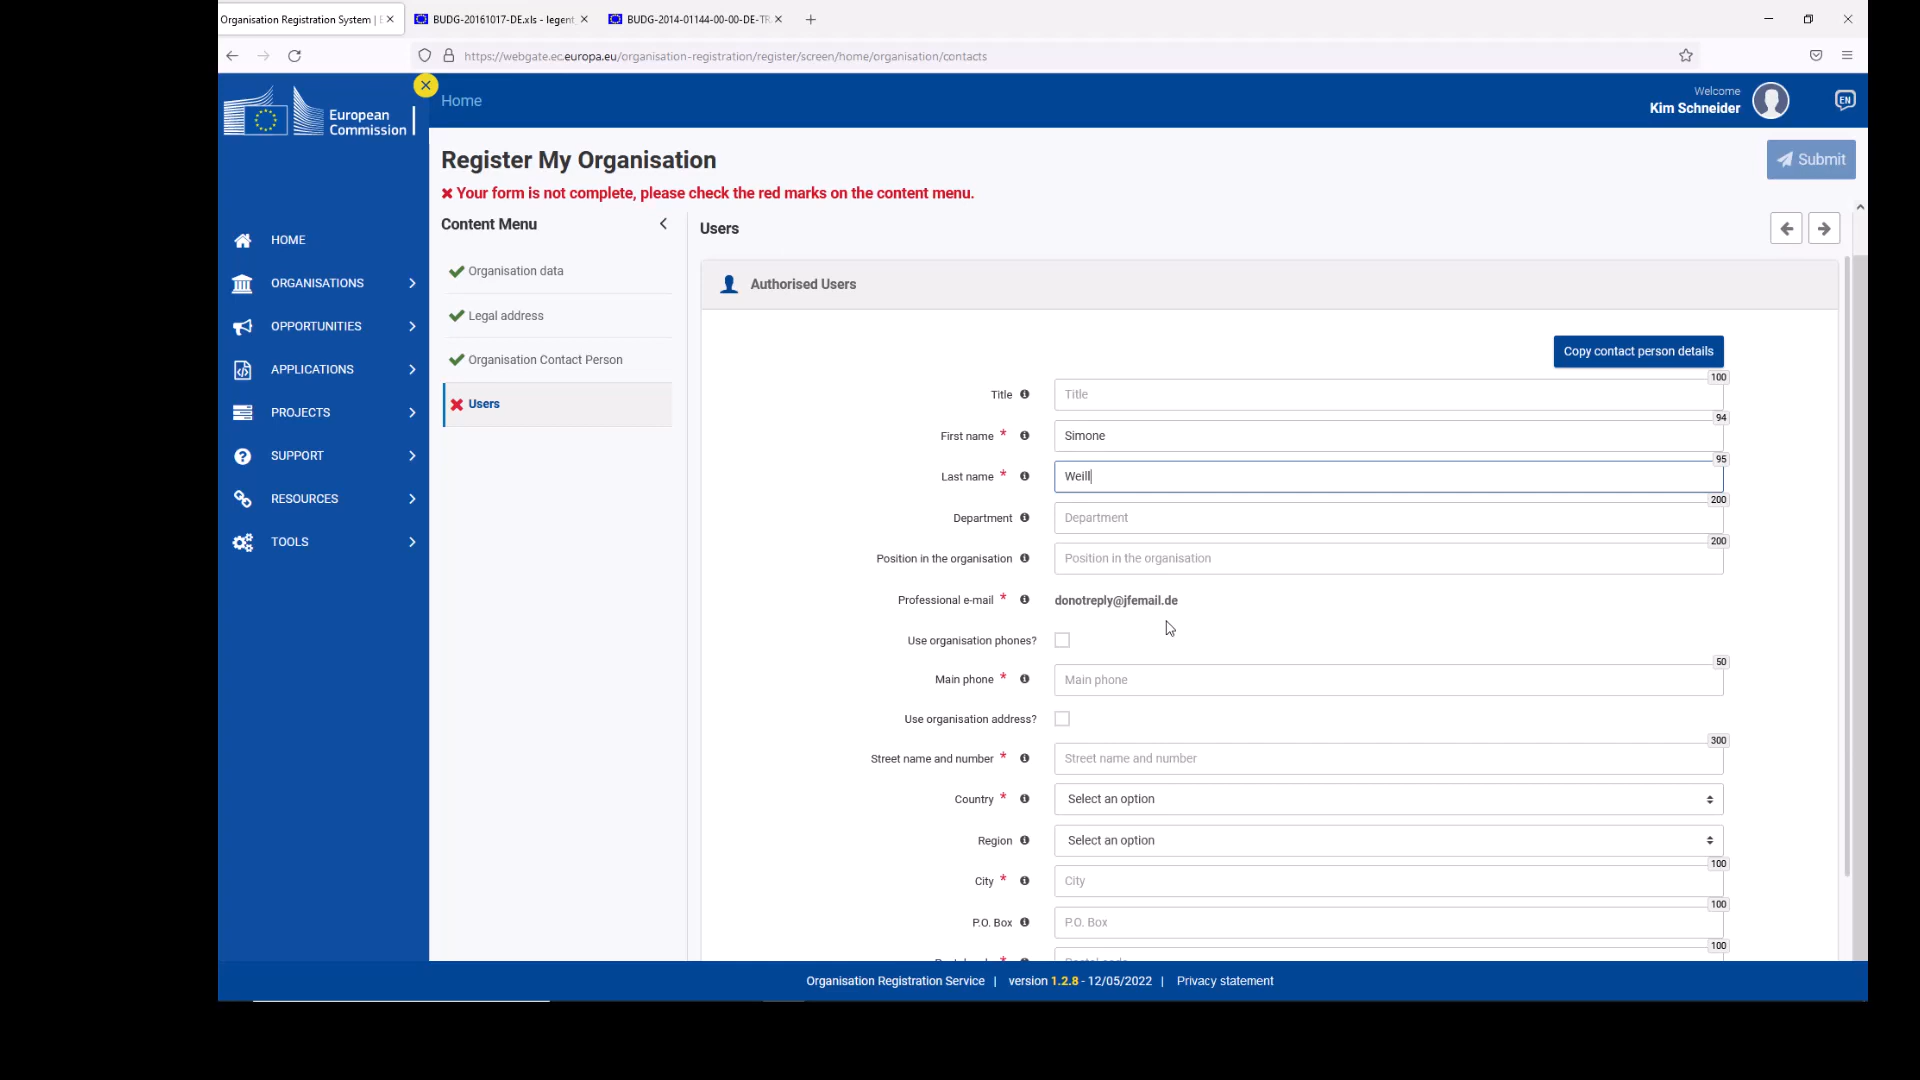 Organisation Registration System | E
BUDG-20161017-DE.xls - legent_
BUDG-2014-01144-00-00-DE-TR
https://webgate.ec.europa.eu/organisation-registration/register/screen/home/organisation/contacts
European
Commission
Home
Welcome
Kim Schneider
EN
Register My Organisation
Submit
Your form is not complete, please check the red marks on the content menu.
Content Menu
Users
HOME
ORGANISATIONS
OPPORTUNITIES
APPLICATIONS
PROJECTS
SUPPORT
RESOURCES
TOOLS
Organisation data
Legal address
Organisation Contact Person
Users
Authorised Users
Copy contact person details
Title Title 100
First name * Simone 94
Last name * Weill 95
Department Department 200
Position in the organisation Position in the organisation 200
Professional e-mail * donotreply@jfemail.de
Use organisation phones?
Main phone * Main phone 50
Use organisation address?
Street name and number * Street name and number 300
Country * Select an option
Region Select an option
City * City 100
P.O. Box P.O. Box 100
100
Organisation Registration Service | version 1.2.8 - 12/05/2022 | Privacy statement